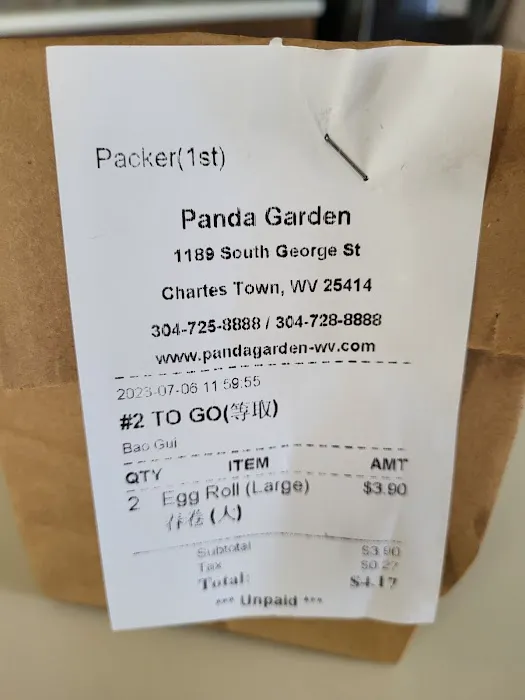 Packer(1st)
Panda Garden
1189 South George St
Chartes Town, WV 25414
304-725-8888 / 304-728-8888
www.pandagarden-wv.com
2023-07-06 11:59:55
#2 TO GO(等取)
Bao Gui
QTY ITEM AMT
2 Egg Roll (Large) $3.90
春卷 (大)
Subtotal $3.90
Tax $0.27
Total: $4.17
*** Unpaid ***